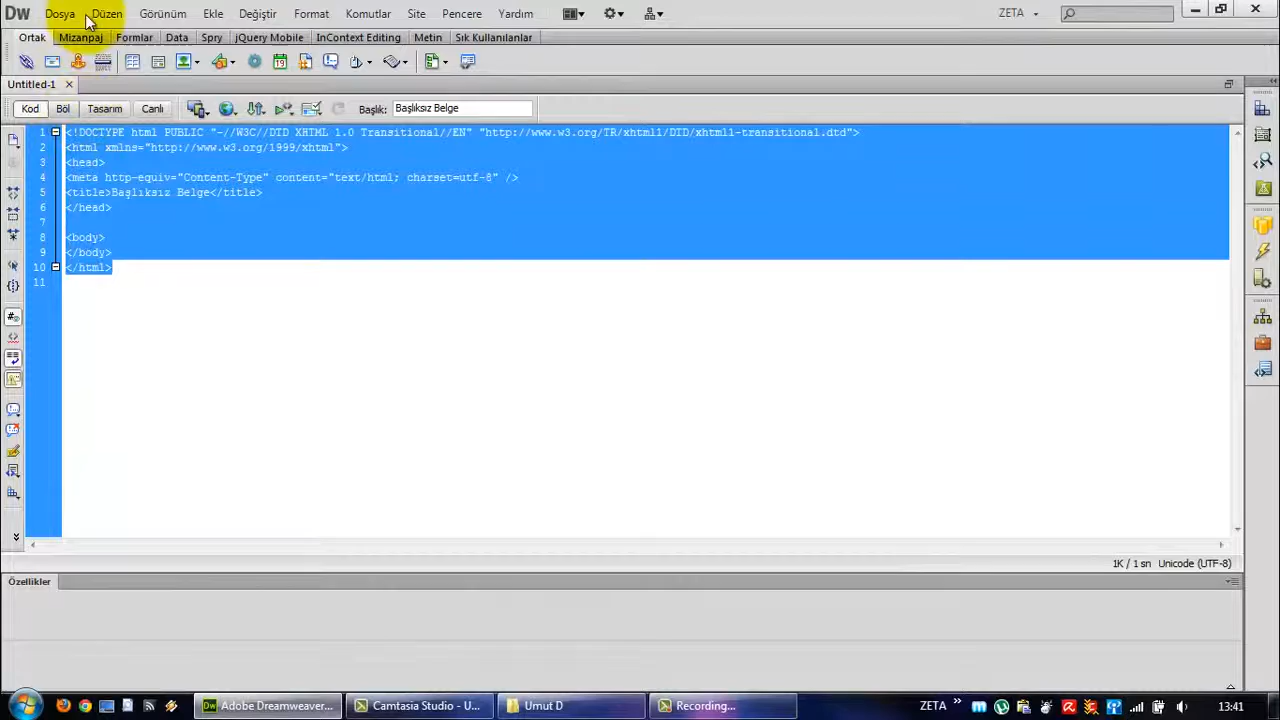 Dw Dosya Düzen Görünüm Ekle Değiştir Format Komutlar Site Pencere Yardım ZETA
Ortak Mizanpaj Formlar Data Spry jQuery Mobile InContext Editing Metin Sık Kullanılanlar
Untitled-1
Kod Böl Tasarım Canlı Başlık: Başlıksız Belge
1 <!DOCTYPE html PUBLIC "-//W3C//DTD XHTML 1.0 Transitional//EN" "http://www.w3.org/TR/xhtml1/DTD/xhtml1-transitional.dtd">
2 <html xmlns="http://www.w3.org/1999/xhtml">
3 <head>
4 <meta http-equiv="Content-Type" content="text/html; charset=utf-8" />
5 <title>Başlıksız Belge</title>
6 </head>
7
8 <body>
9 </body>
10 </html>
11
1K / 1 sn Unicode (UTF-8)
Özellikler
Dw Adobe Dreamweaver... Camtasia Studio - U... Umut D Recording... ZETA » 13:41